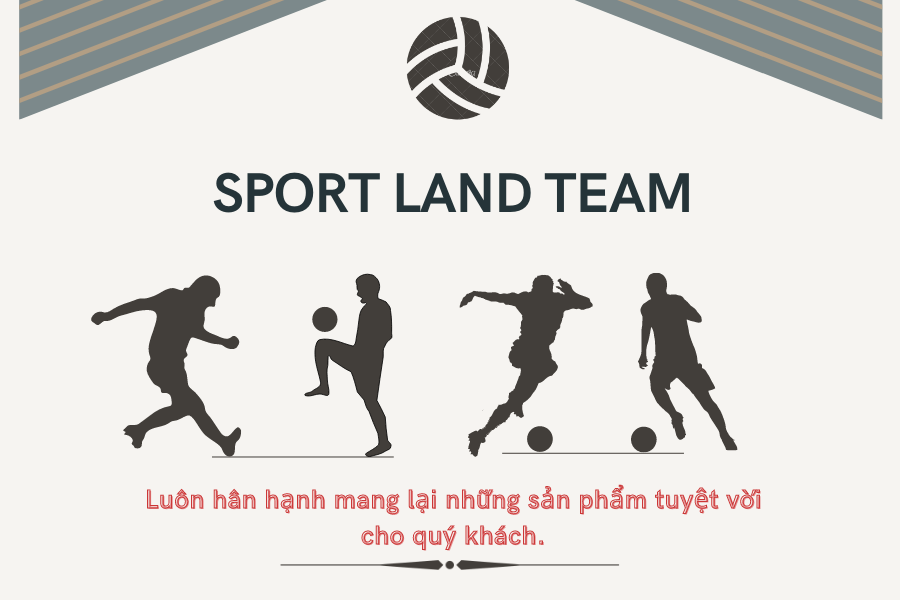 SPORT LAND TEAM
Luôn hân hạnh mang lại những sản phẩm tuyệt vời
cho quý khách.